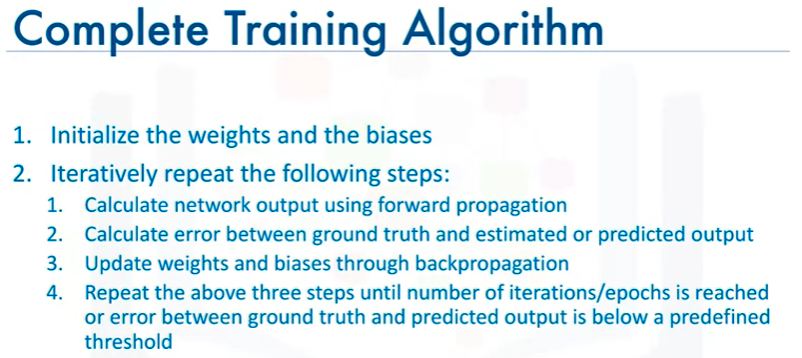 Complete Training Algorithm
1. Initialize the weights and the biases
2. Iteratively repeat the following steps:
1. Calculate network output using forward propagation
2. Calculate error between ground truth and estimated or predicted output
3. Update weights and biases through backpropagation
4. Repeat the above three steps until number of iterations/epochs is reached
or error between ground truth and predicted output is below a predefined
threshold